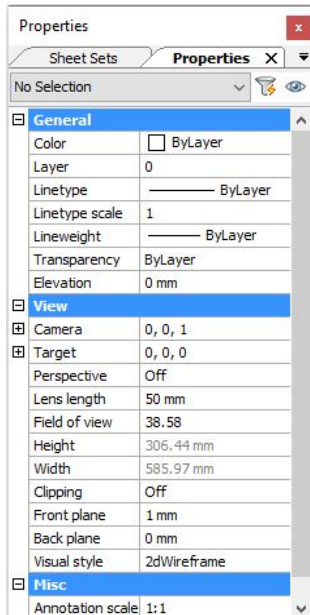 Properties x
Sheet Sets Properties X
No Selection
General
Color ByLayer
Layer 0
Linetype ByLayer
Linetype scale 1
Lineweight ByLayer
Transparency ByLayer
Elevation 0 mm
View
Camera 0, 0, 1
Target 0, 0, 0
Perspective Off
Lens length 50 mm
Field of view 38.58
Height 306.44 mm
Width 585.97 mm
Clipping Off
Front plane 1 mm
Back plane 0 mm
Visual style 2dWireframe
Misc
Annotation scale 1:1